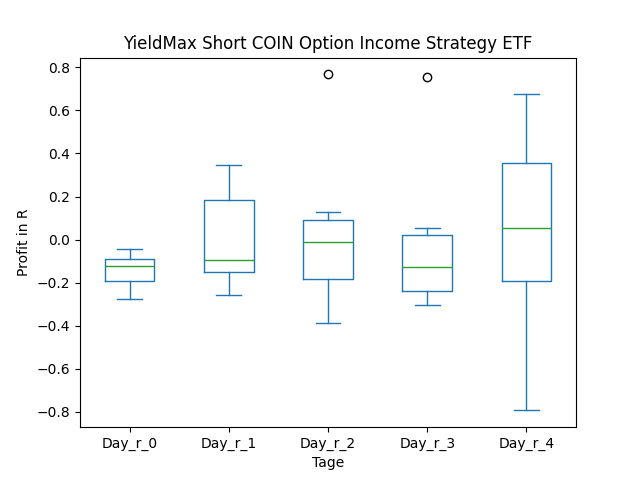 YieldMax Short COIN Option Income Strategy ETF
0.8
0.6
0.4
0.2
0.0
−0.2
−0.4
−0.6
−0.8
Profit in R
Day_r_0 Day_r_1 Day_r_2 Day_r_3 Day_r_4
Tage